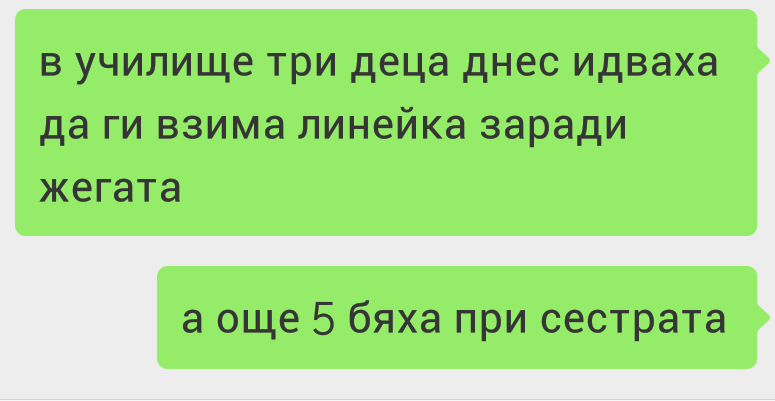 в училище три деца днес идваха
да ги взима линейка заради
жегата
а още 5 бяха при сестрата